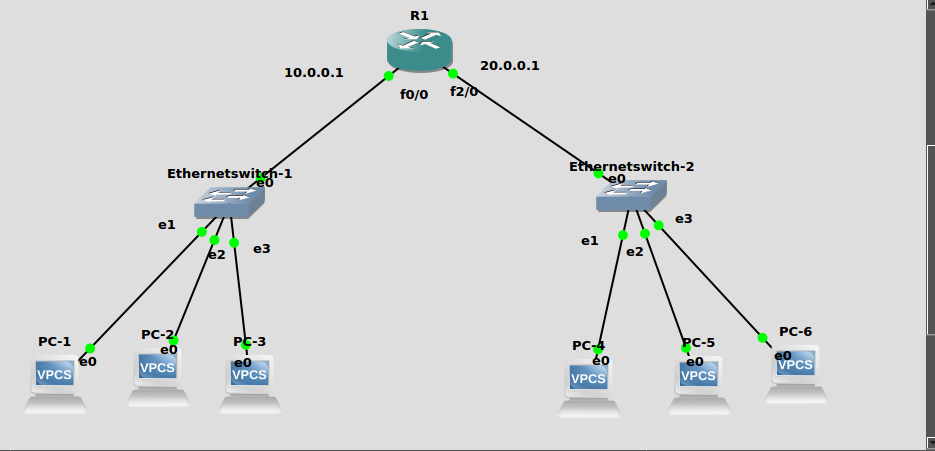 R1
10.0.0.1
20.0.0.1
f0/0
f2/0
Ethernetswitch-1
e0
Ethernetswitch-2
e0
e1
e2
e3
e1
e2
e3
PC-1
e0
VPCS
PC-2
e0
VPCS
PC-3
e0
VPCS
PC-4
e0
VPCS
PC-5
e0
VPCS
PC-6
e0
VPCS